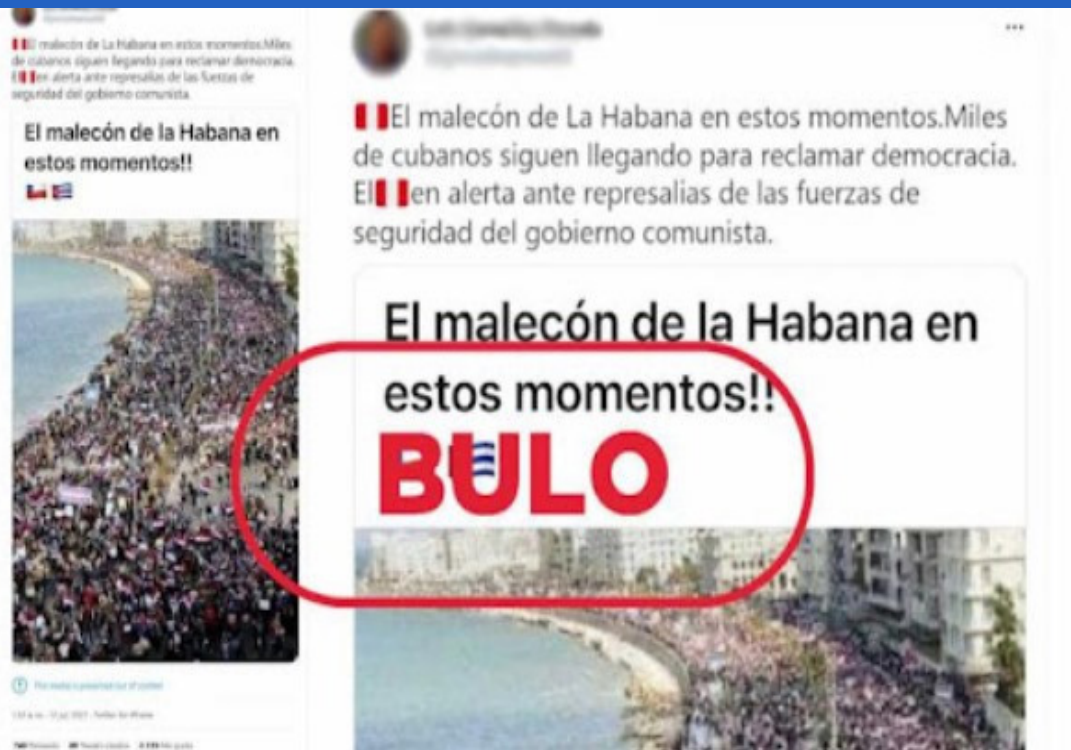 El malecón de La Habana en estos momentos.Miles
de cubanos siguen llegando para reclamar democracia.
El en alerta ante represalias de las fuerzas de
seguridad del gobierno comunista.
El malecón de la Habana en
estos momentos!!
El malecón de La Habana en estos momentos.Miles
de cubanos siguen llegando para reclamar democracia.
El en alerta ante represalias de las fuerzas de
seguridad del gobierno comunista.
El malecón de la Habana en
estos momentos!!
BULO